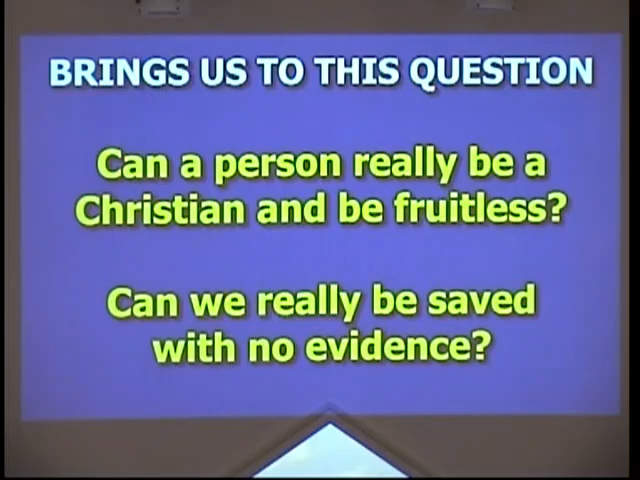 BRINGS US TO THIS QUESTION
Can a person really be a
Christian and be fruitless?
Can we really be saved
with no evidence?